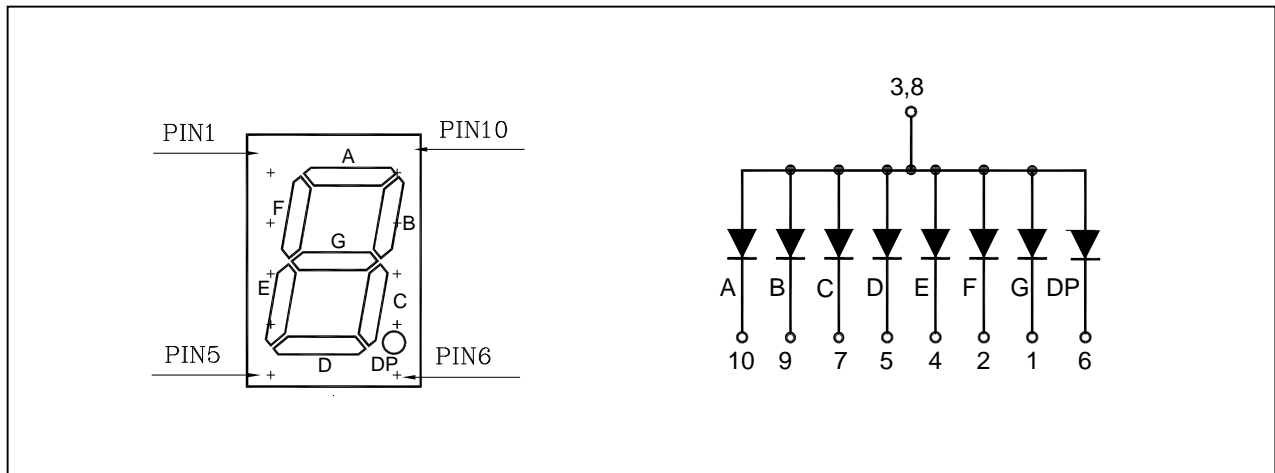 3,8
PIN1
PIN10
A
F
B
G
E
C
A B C D E F G DP
PIN5
PIN6
D
DP
10 9 7 5 4 2 1 6